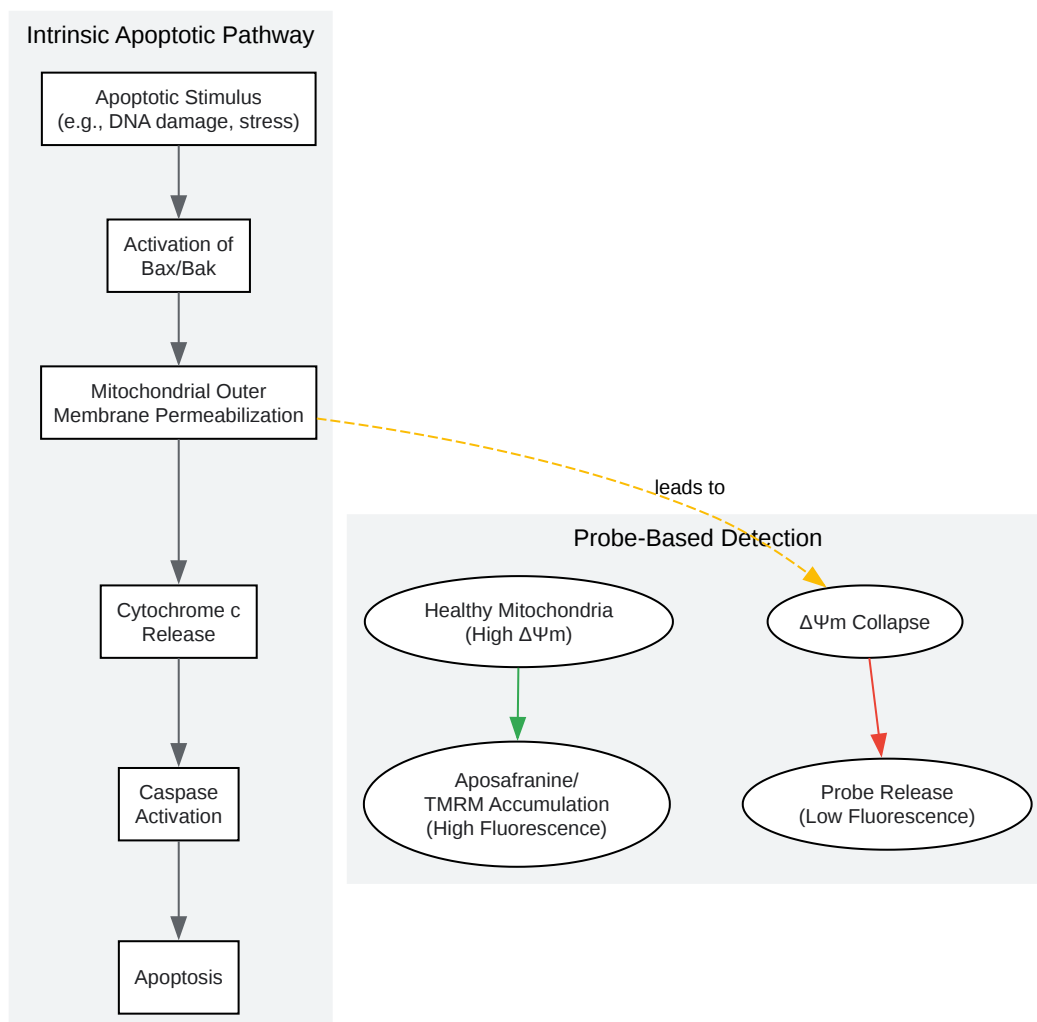 Intrinsic Apoptotic Pathway
Apoptotic Stimulus
(e.g., DNA damage, stress)
Activation of
Bax/Bak
Mitochondrial Outer
Membrane Permeabilization
leads to
Probe-Based Detection
Healthy Mitochondria
(High ΔΨm)
ΔΨm Collapse
Cytochrome c
Release
Aposafranine/
TMRM Accumulation
(High Fluorescence)
Probe Release
(Low Fluorescence)
Caspase
Activation
Apoptosis